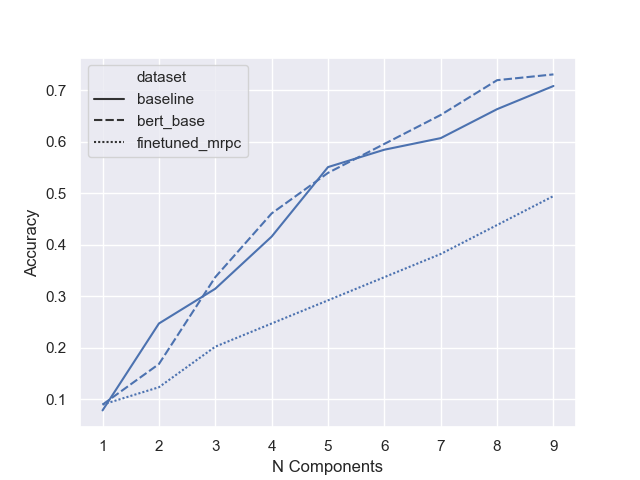 dataset
baseline
bert_base
finetuned_mrpc
0.7
0.6
0.5
0.4
0.3
0.2
0.1
Accuracy
1 2 3 4 5 6 7 8 9
N Components